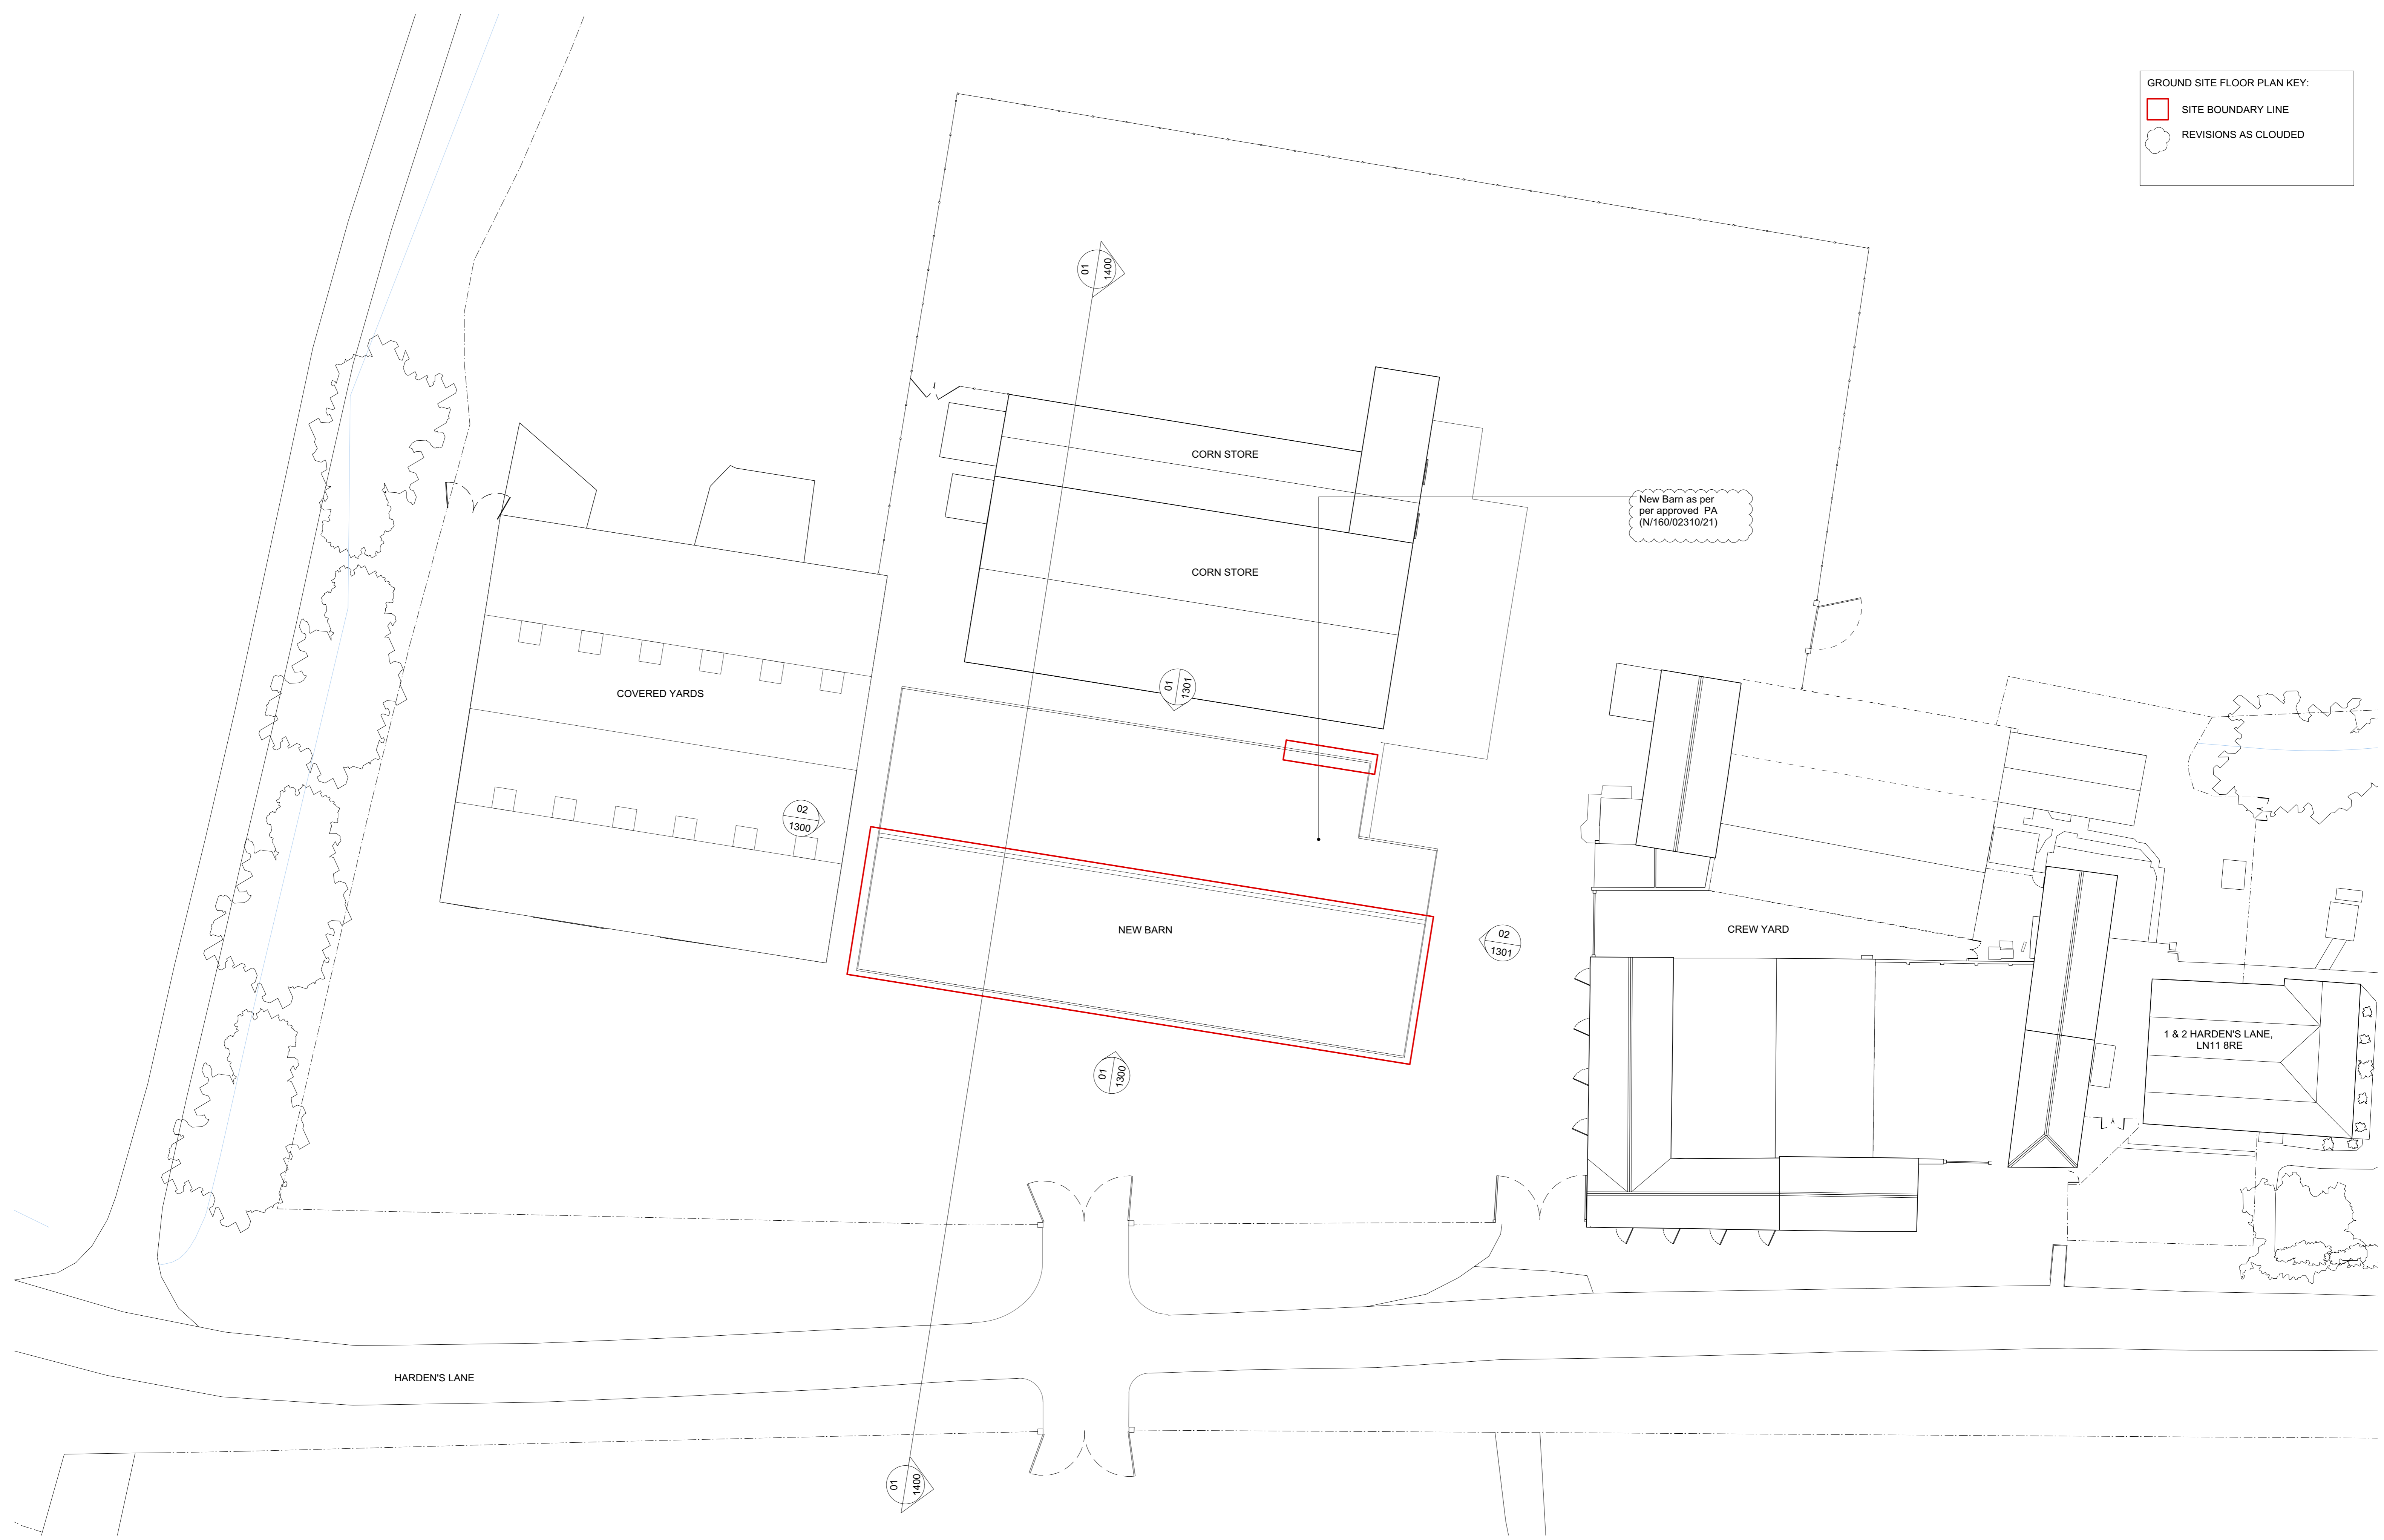 GROUND SITE FLOOR PLAN KEY:
SITE BOUNDARY LINE
REVISIONS AS CLOUDED
01
1400
CORN STORE
New Barn as per
per approved PA
(N/160/02310/21)
CORN STORE
01
1301
COVERED YARDS
02
1300
NEW BARN
02
1301
CREW YARD
1 & 2 HARDEN'S LANE,
LN11 8RE
01
1300
HARDEN'S LANE
01
1400